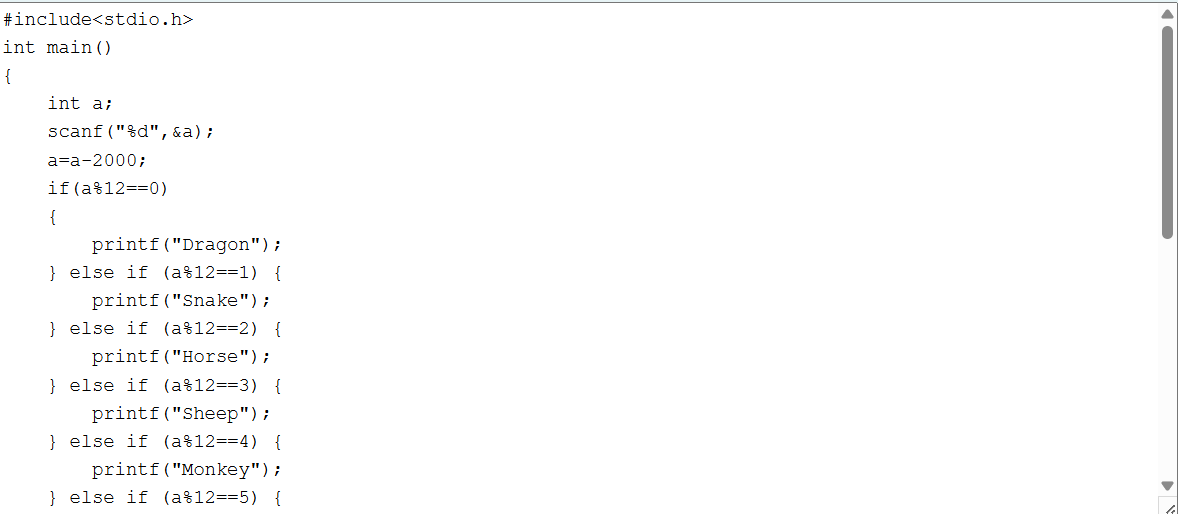 #include<stdio.h>
int main()
{
    int a;
    scanf("%d",&a);
    a=a-2000;
    if(a%12==0)
    {
        printf("Dragon");
    } else if (a%12==1) {
        printf("Snake");
    } else if (a%12==2) {
        printf("Horse");
    } else if (a%12==3) {
        printf("Sheep");
    } else if (a%12==4) {
        printf("Monkey");
    } else if (a%12==5) {